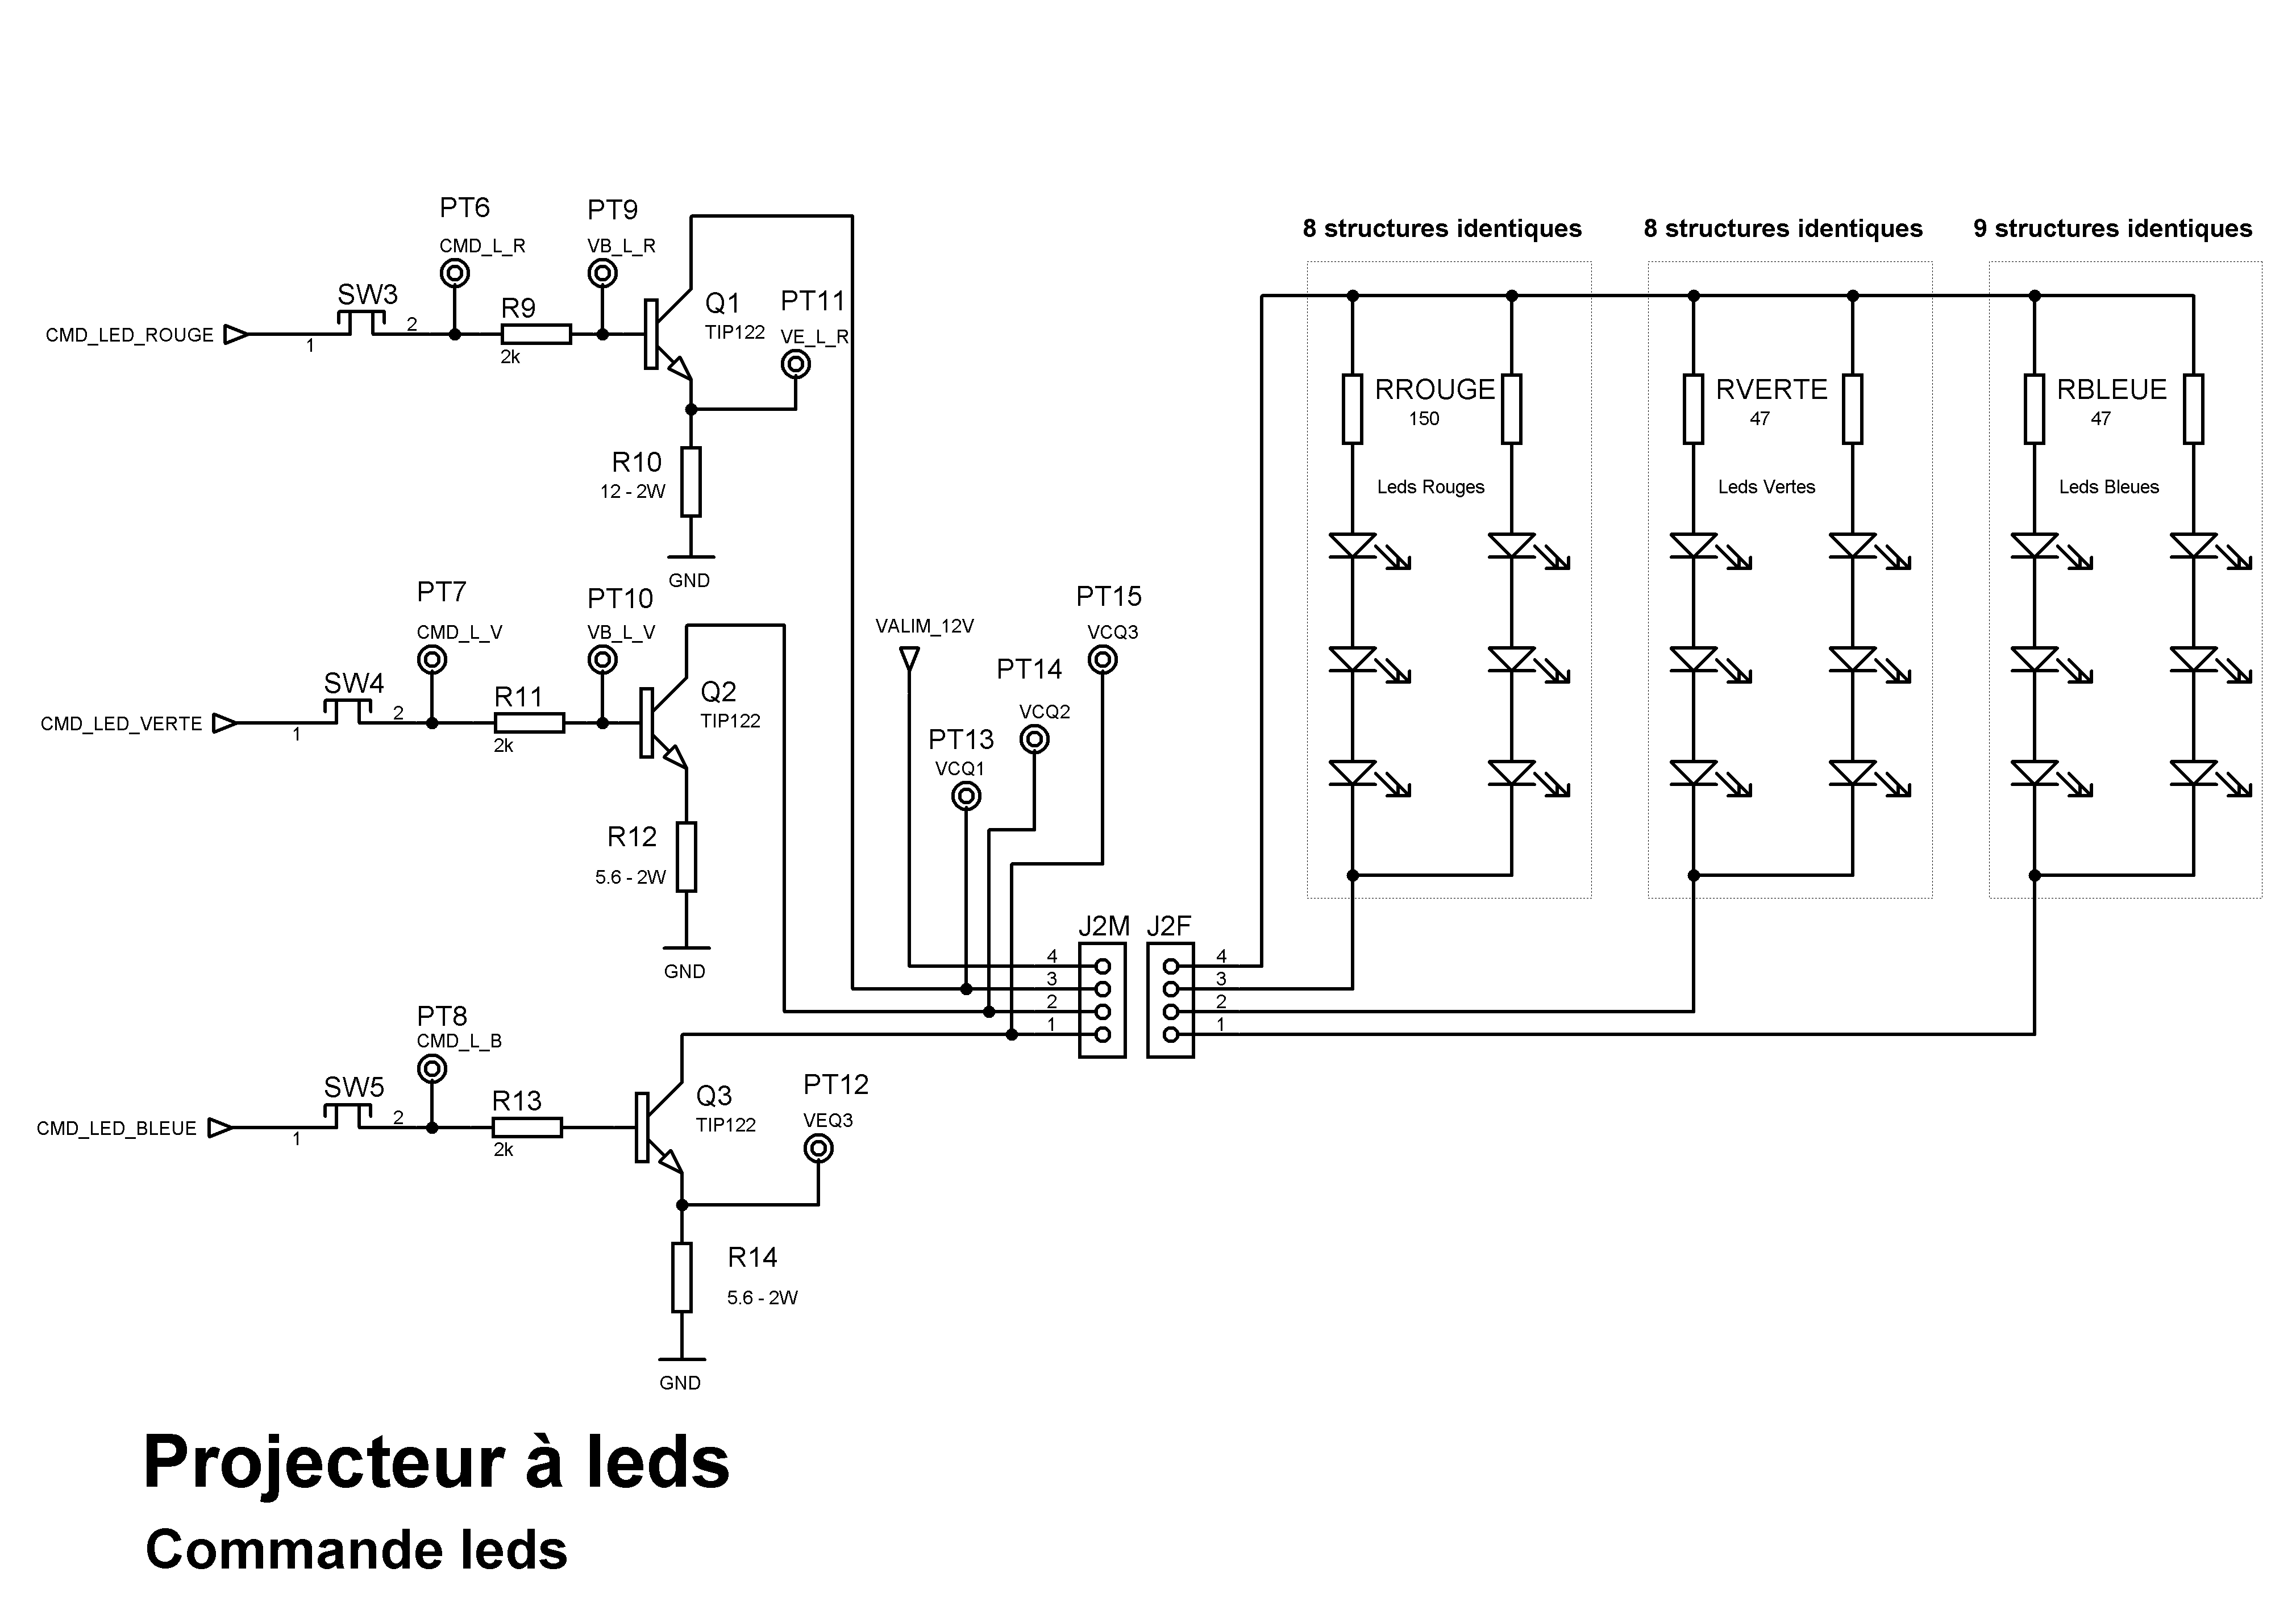 8 structures identiques
8 structures identiques
9 structures identiques
PT6
CMD_L_R
PT9
VB_L_R
SW3
CMD_LED_ROUGE
1
2
R9
2k
Q1
TIP122
PT11
VE_L_R
R10
12 - 2W
GND
RROUGE
150
Leds Rouges
RVERTE
47
Leds Vertes
RBLEUE
47
Leds Bleues
PT7
CMD_L_V
PT10
VB_L_V
SW4
CMD_LED_VERTE
1
2
R11
2k
Q2
TIP122
R12
5.6 - 2W
GND
VALIM_12V
PT13
VCQ1
PT14
VCQ2
PT15
VCQ3
J2M
4
3
2
1
J2F
4
3
2
1
PT8
CMD_L_B
SW5
CMD_LED_BLEUE
1
2
R13
2k
Q3
TIP122
PT12
VEQ3
R14
5.6 - 2W
GND
Projecteur à leds
Commande leds